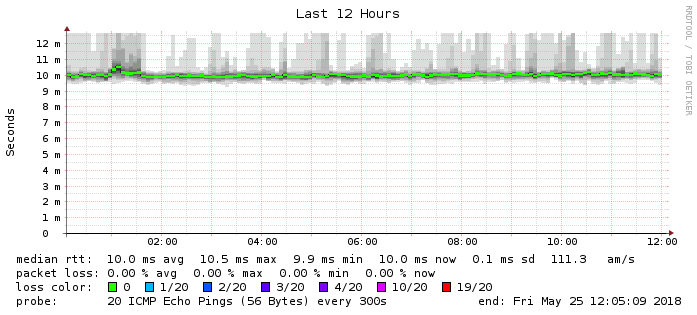 Last 12 Hours
RRDTOOL / TOBI OETIKER
Seconds
12 m
11 m
10 m
9 m
8 m
7 m
6 m
5 m
4 m
3 m
2 m
1 m
0
02:00 04:00 06:00 08:00 10:00 12:00
median rtt: 10.0 ms avg 10.5 ms max 9.9 ms min 10.0 ms now 0.1 ms sd 111.3 am/s
packet loss: 0.00 % avg 0.00 % max 0.00 % min 0.00 % now
loss color: 0 1/20 2/20 3/20 4/20 10/20 19/20
probe: 20 ICMP Echo Pings (56 Bytes) every 300s end: Fri May 25 12:05:09 2018